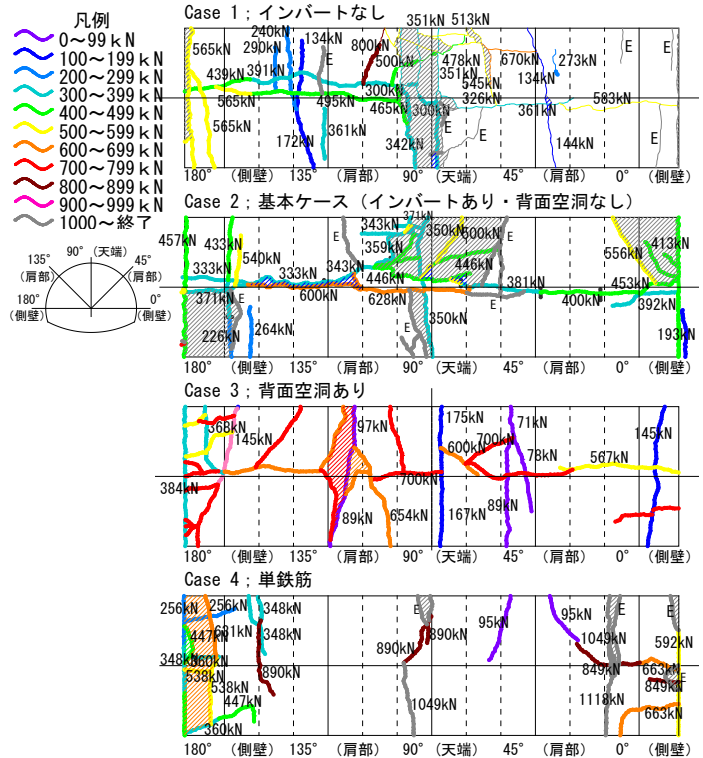 凡例
0～99ｋN
100～199ｋN
200～299ｋN
300～399ｋN
400～499ｋN
500～599ｋN
600～699ｋN
700～799ｋN
800～899ｋN
900～999ｋN
1000～終了
90° (天端)
135° (肩部)
45° (肩部)
180° (側壁)
0° (側壁)
Case 1 ; インバートなし
351kN 513kN
240kN
290kN 134kN
565kN
800kN
500kN
478kN
670kN
273kN
E
E
439kN 391kN
351kN
545kN
134kN
300kN
326kN
565kN
495kN
465kN
300kN
361kN
583kN
565kN
172kN
361kN
342kN
E
E
144kN
E
180° (側壁) 135° (肩部) 90° (天端) 45° (肩部) 0° (側壁)
Case 2 ; 基本ケース (インバートあり・背面空洞なし)
371kN
343kN
350kN
500kN
457kN
433kN
E
359kN
413kN
540kN
556kN
333kN
333kN
343kN
446kN
446kN
381kN
453kN
371kN
E
600kN
628kN
400kN
392kN
E
226kN
264kN
350kN
E
193kN
180° (側壁) 135° (肩部) 90° (天端) 45° (肩部) 0° (側壁)
Case 3 ; 背面空洞あり
368kN
145kN
97kN
175kN
71kN
145kN
600kN
700kN
78kN
567kN
384kN
700kN
89kN
654kN
167kN
89kN
180° (側壁) 135° (肩部) 90° (天端) 45° (肩部) 0° (側壁)
Case 4 ; 単鉄筋
256kN 256kN
348kN
E
95kN
95kN
E
E
447kN
348kN
890kN
1049kN
592kN
348kN
890kN
890kN
849kN
663kN
538kN
538kN
849kN
E
447kN
1049kN
1118kN
663kN
360kN
180° (側壁) 135° (肩部) 90° (天端) 45° (肩部) 0° (側壁)